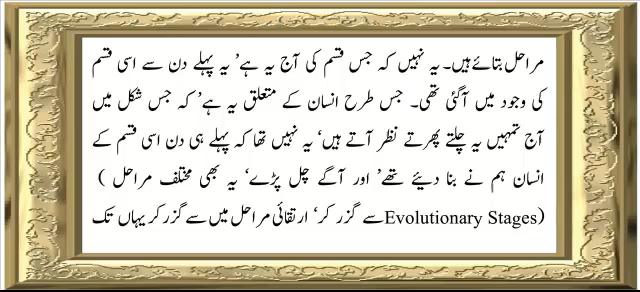 مراحل بتائے ہیں۔ یہ نہیں کہ جس قسم کی آج یہ ہے’ یہ پہلے دن سے اسی قسم
کی وجود میں آگئی تھی۔ جس طرح انسان کے متعلق یہ ہے’ کہ جس شکل میں
آج تمہیں یہ چلتے پھرتے نظر آتے ہیں‘ یہ نہیں تھا کہ پہلے ہی دن اسی قسم کے
انسان ہم نے بنا دیئے تھے’ اور آگے چل پڑے‘ یہ بھی مختلف مراحل (
(Evolutionary Stages سے گزر کر‘ ارتقائی مراحل میں سے گزر کر یہاں تک